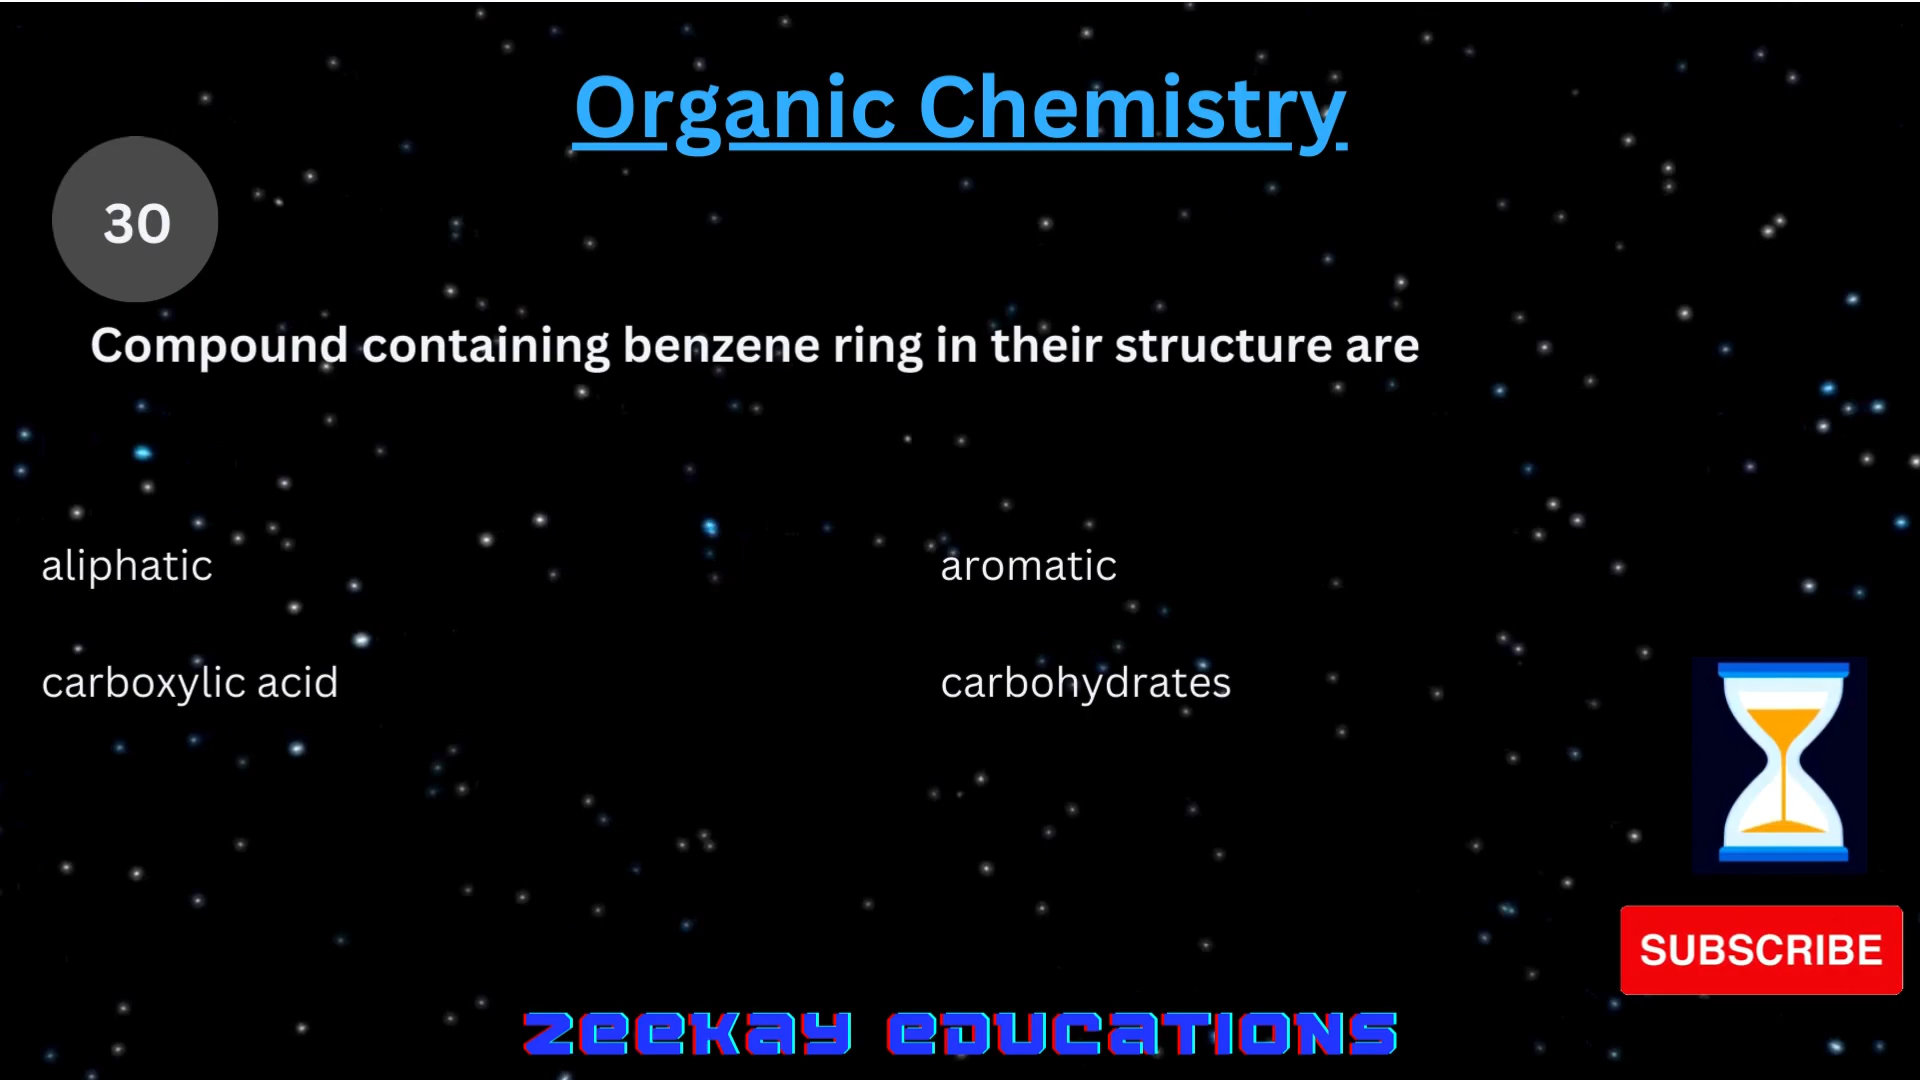 Organic Chemistry
30
Compound containing benzene ring in their structure are
aliphatic
aromatic
carboxylic acid
carbohydrates
SUBSCRIBE
zeekay educations